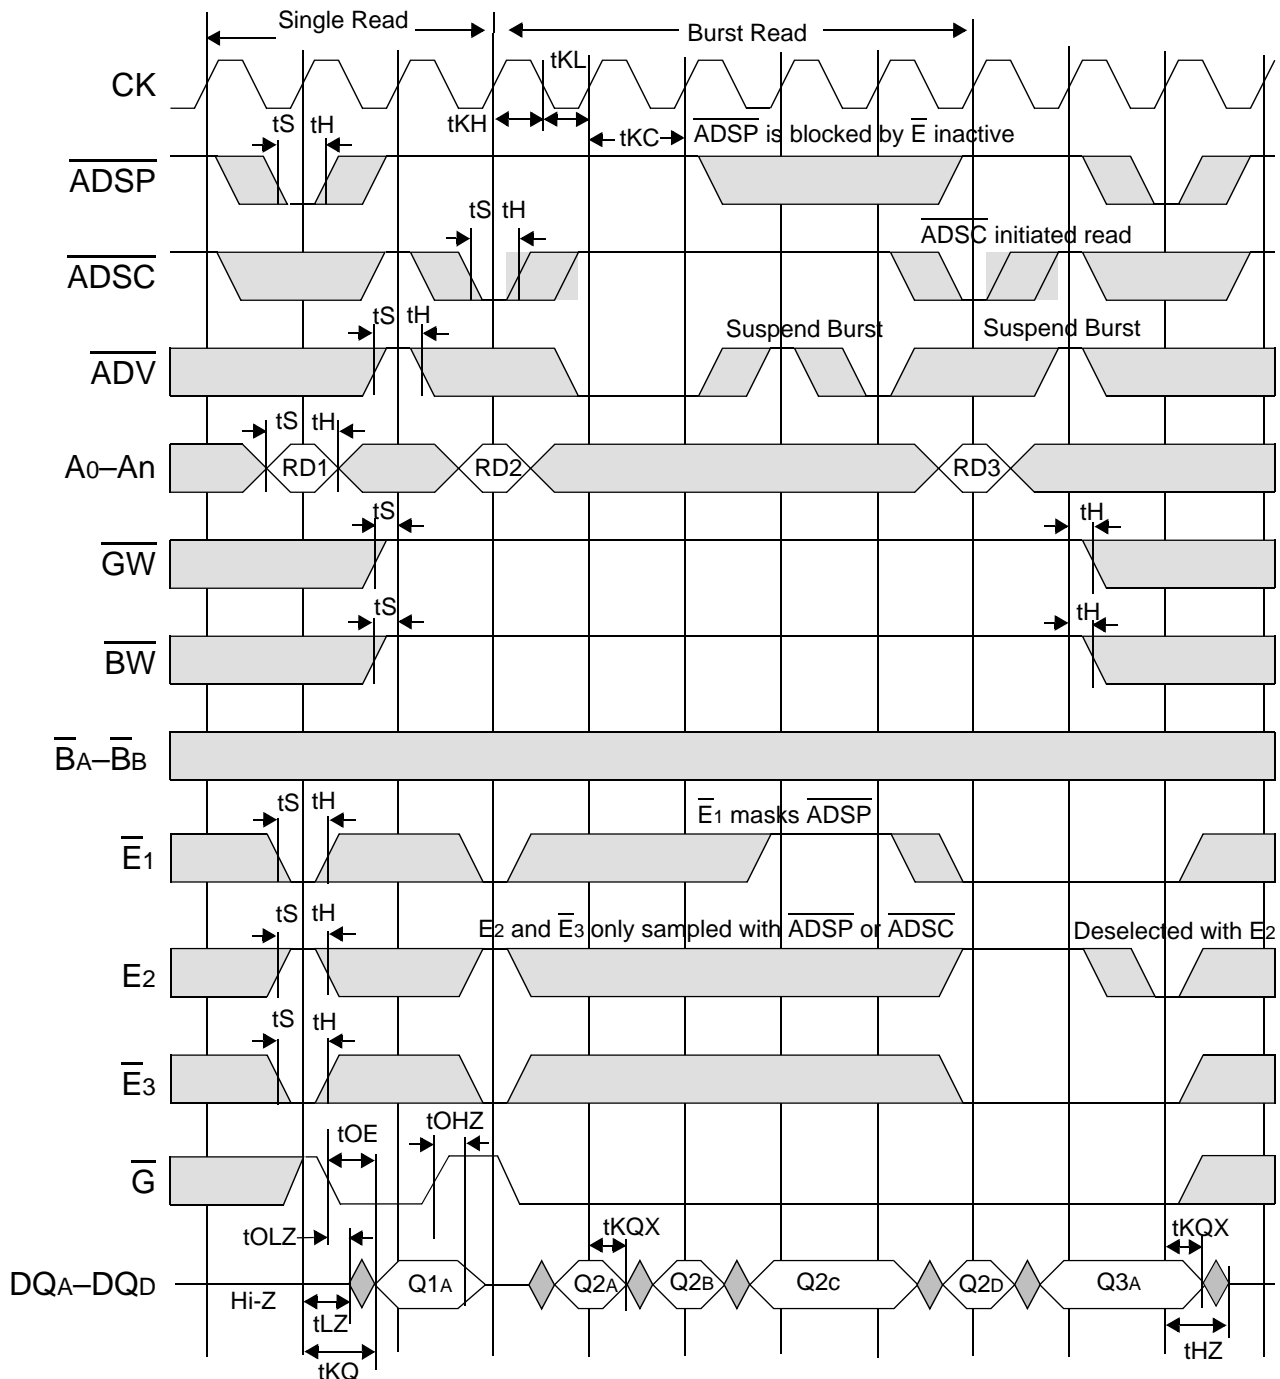 Single Read
Burst Read
CK
tKL
tKH
tKC
tS tH
ADSP is blocked by E inactive
ADSP
tS tH
ADSC initiated read
ADSC
tS tH
Suspend Burst
Suspend Burst
ADV
tS tH
A0–An
RD1
RD2
RD3
tS
tH
GW
tS
tH
BW
BA–BB
tS tH
E1 masks ADSP
E1
tS tH
E2 and E3 only sampled with ADSP or ADSC
Deselected with E2
E2
tS tH
E3
tOE
tOHZ
G
tOLZ
tKQX
tKQX
DQA–DQD
Q1A
Q2A
Q2B
Q2c
Q2D
Q3A
Hi-Z
tLZ
tHZ
tKQ